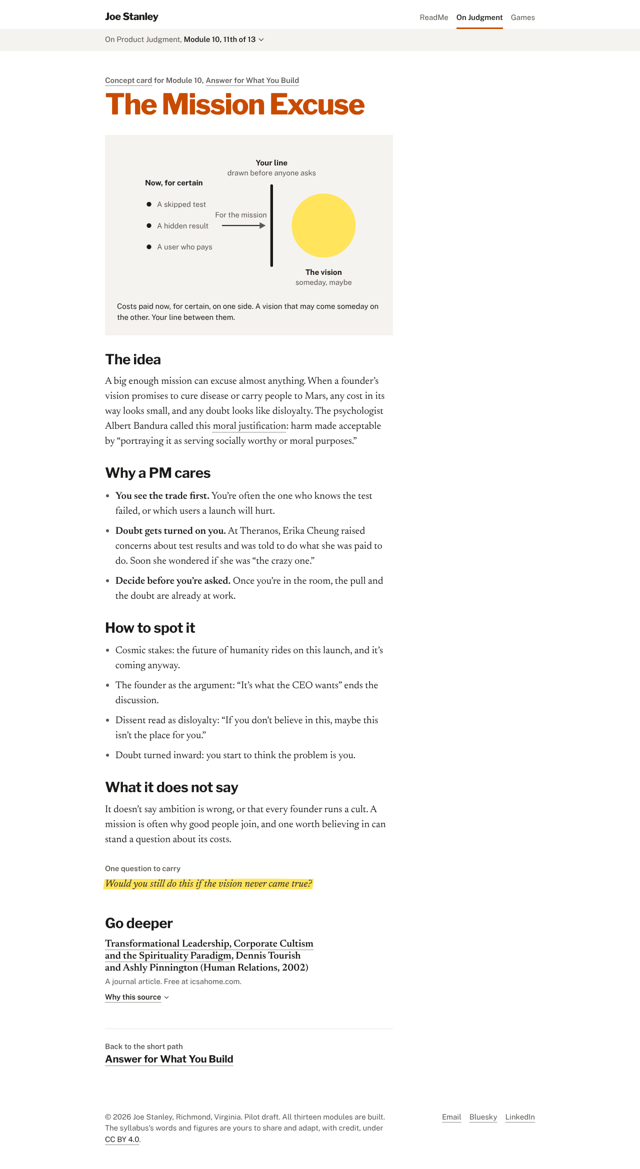 Joe Stanley
ReadMe On Judgment Games
On Product Judgment, Module 10, 11th of 13
Concept card for Module 10, Answer for What You Build
The Mission Excuse
Your line
drawn before anyone asks
Now, for certain
A skipped test
For the mission
A hidden result
A user who pays
The vision
someday, maybe
Costs paid now, for certain, on one side. A vision that may come someday on
the other. Your line between them.
The idea
A big enough mission can excuse almost anything. When a founder’s
vision promises to cure disease or carry people to Mars, any cost in its
way looks small, and any doubt looks like disloyalty. The psychologist
Albert Bandura called this moral justification: harm made acceptable
by “portraying it as serving socially worthy or moral purposes.”
Why a PM cares
• You see the trade first. You’re often the one who knows the test
failed, or which users a launch will hurt.
• Doubt gets turned on you. At Theranos, Erika Cheung raised
concerns about test results and was told to do what she was paid to
do. Soon she wondered if she was “the crazy one.”
• Decide before you’re asked. Once you’re in the room, the pull and
the doubt are already at work.
How to spot it
• Cosmic stakes: the future of humanity rides on this launch, and it’s
coming anyway.
• The founder as the argument: “It’s what the CEO wants” ends the
discussion.
• Dissent read as disloyalty: “If you don’t believe in this, maybe this
isn’t the place for you.”
• Doubt turned inward: you start to think the problem is you.
What it does not say
It doesn’t say ambition is wrong, or that every founder runs a cult. A
mission is often why good people join, and one worth believing in can
stand a question about its costs.
One question to carry
Would you still do this if the vision never came true?
Go deeper
Transformational Leadership, Corporate Cultism
and the Spirituality Paradigm, Dennis Tourish
and Ashly Pinnington (Human Relations, 2002)
A journal article. Free at icsahome.com.
Why this source
Back to the short path
Answer for What You Build
© 2026 Joe Stanley, Richmond, Virginia. Pilot draft. All thirteen modules are built.
The syllabus’s words and figures are yours to share and adapt, with credit, under
CC BY 4.0.
Email Bluesky LinkedIn